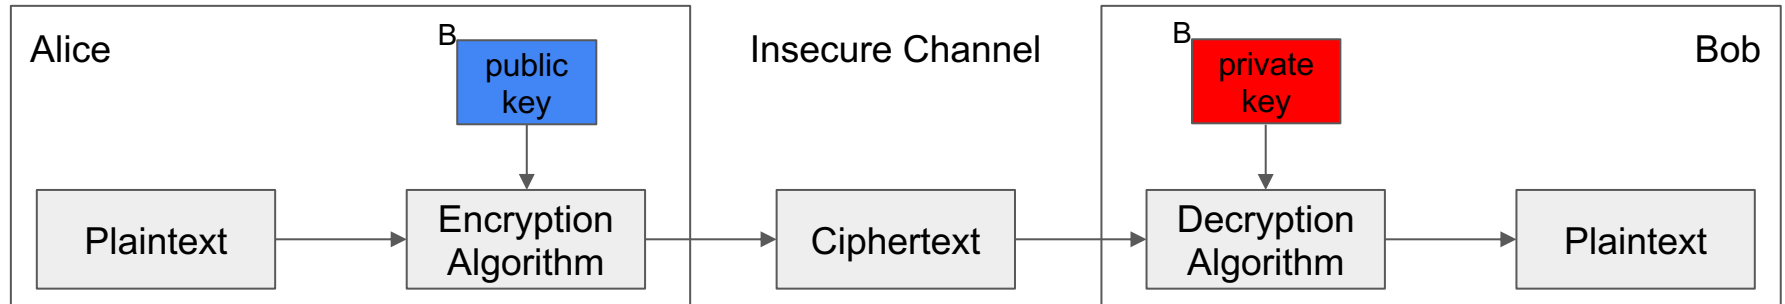 Alice
B
public
key
Insecure Channel
B
private
key
Bob
Plaintext
Encryption
Algorithm
Ciphertext
Decryption
Algorithm
Plaintext